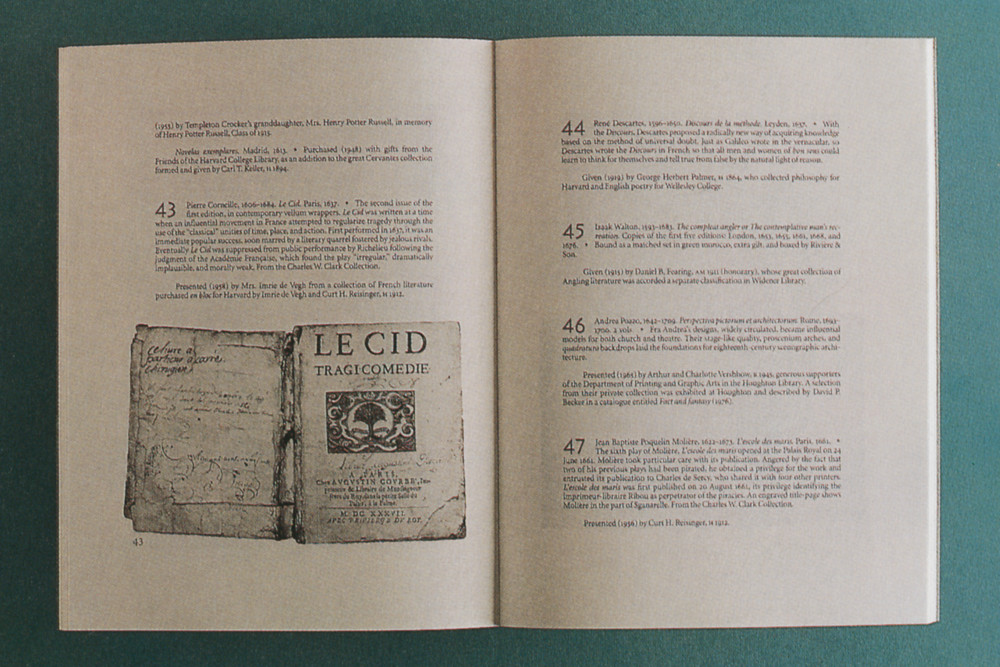 (1955) by Templeton Crocker's granddaughter, Mrs. Henry Potter Russell, in memory
of Henry Potter Russell, Class of 1915.
Novelas exemplares. Madrid, 1613. • Purchased (1948) with gifts from the
Friends of the Harvard College Library, as an addition to the great Cervantes collection
formed and given by Carl T. Keller, H 1894.
43 Pierre Corneille, 1606–1684. Le Cid. Paris, 1637. • The second issue of the
first edition, in contemporary vellum wrappers. Le Cid was written at a time
when an influential movement in France attempted to regularize tragedy through the
use of the "classical" unities of time, place, and action. First performed in 1637, it was an
immediate popular success, soon marred by a literary quarrel fostered by jealous rivals.
Eventually Le Cid was suppressed from public performance by Richelieu following the
judgment of the Académie Française, which found the play "irregular," dramatically
implausible, and morally weak. From the Charles W. Clark Collection.
Presented (1958) by Mrs. Imrie de Vegh from a collection of French literature
purchased en bloc for Harvard by Imrie de Vegh and Curt H. Reisinger, H 1912.
LE CID
TRAGI-COMEDIE
A PARIS,
Chez AVGVSTIN COVRBE, Im-
primeur & Libraire de Monseigneur
frere du Roy, dans la petite Salle du
Palais, à la Palme.
M. DC. XXXVII.
AVEC PRIVILEGE DV ROY.
43
44 René Descartes, 1596–1650. Discours de la methode. Leyden, 1637. • With
the Discours, Descartes proposed a radically new way of acquiring knowledge
based on the method of universal doubt. Just as Galileo wrote in the vernacular, so
Descartes wrote the Discours in French so that all men and women of bon sens could
learn to think for themselves and tell true from false by the natural light of reason.
Given (1919) by George Herbert Palmer, H 1864, who collected philosophy for
Harvard and English poetry for Wellesley College.
45 Isaak Walton, 1593–1683. The compleat angler or The contemplative man's rec-
reation. Copies of the first five editions: London, 1653, 1655, 1661, 1668, and
1676. • Bound as a matched set in green morocco, extra gilt, and boxed by Riviere &
Son.
Given (1915) by Daniel B. Fearing, AM 1911 (honorary), whose great collection of
Angling literature was accorded a separate classification in Widener Library.
46 Andrea Pozzo, 1642–1709. Perspectiva pictorum et architectorum. Rome, 1693–
1700. 2 vols. • Fra Andrea's designs, widely circulated, became influential
models for both church and theatre. Their stage-like quality, proscenium arches, and
quadratura backdrops laid the foundations for eighteenth-century scenographic archi-
tecture.
Presented (1965) by Arthur and Charlotte Vershbow, B 1945, generous supporters
of the Department of Printing and Graphic Arts in the Houghton Library. A selection
from their private collection was exhibited at Houghton and described by David P.
Becker in a catalogue entitled Fact and fantasy (1976).
47 Jean Baptiste Poquelin Molière, 1622–1673. L'escole des maris. Paris, 1661. •
The sixth play of Molière, L'escole des maris opened at the Palais Royal on 24
June 1661. Molière took particular care with its publication. Angered by the fact that
two of his previous plays had been pirated, he obtained a privilege for the work and
entrusted its publication to Charles de Sercy, who shared it with four other printers.
L'escole des maris was first published on 20 August 1661, its privilege identifying the
imprimeur-libraire Ribou as perpetrator of the piracies. An engraved title-page shows
Molière in the part of Sganarelle. From the Charles W. Clark Collection.
Presented (1956) by Curt H. Reisinger, H 1912.